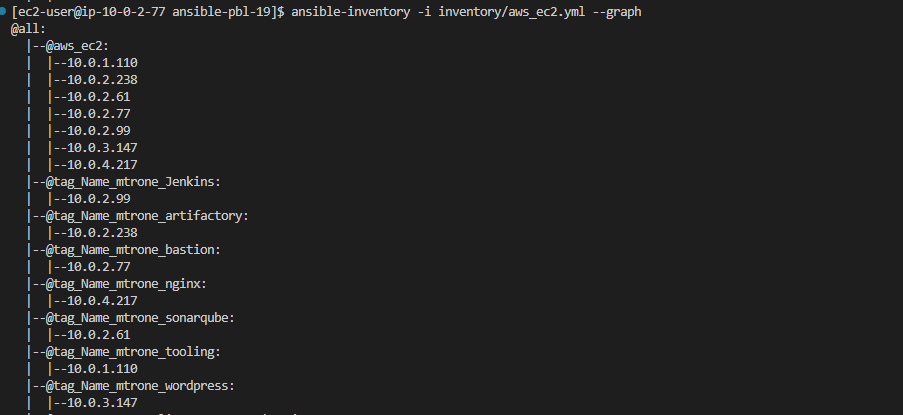 [ec2-user@ip-10-0-2-77 ansible-pbl-19]$ ansible-inventory -i inventory/aws_ec2.yml --graph
@all:
  |--@aws_ec2:
  |  |--10.0.1.110
  |  |--10.0.2.238
  |  |--10.0.2.61
  |  |--10.0.2.77
  |  |--10.0.2.99
  |  |--10.0.3.147
  |  |--10.0.4.217
  |--@tag_Name_mtrone_Jenkins:
  |  |--10.0.2.99
  |--@tag_Name_mtrone_artifactory:
  |  |--10.0.2.238
  |--@tag_Name_mtrone_bastion:
  |  |--10.0.2.77
  |--@tag_Name_mtrone_nginx:
  |  |--10.0.4.217
  |--@tag_Name_mtrone_sonarqube:
  |  |--10.0.2.61
  |--@tag_Name_mtrone_tooling:
  |  |--10.0.1.110
  |--@tag_Name_mtrone_wordpress:
  |  |--10.0.3.147